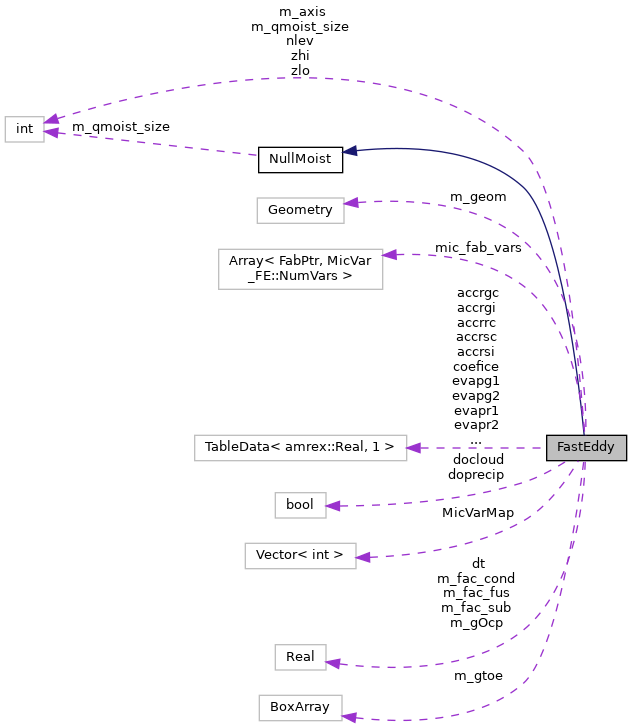 m_axis
m_qmoist_size
nlev
zhi
zlo
int
m_qmoist_size
NullMoist
m_geom
Geometry
mic_fab_vars
Array< FabPtr, MicVar
_FE::NumVars >
accrgc
accrgi
accrrc
accrsc
accrsi
coefice
evapg1
evapg2
evapr1
evapr2
...
TableData< amrex::Real, 1 >
FastEddy
docloud
doprecip
bool
MicVarMap
Vector< int >
dt
m_fac_cond
m_fac_fus
m_fac_sub
m_gOcp
Real
m_gtoe
BoxArray